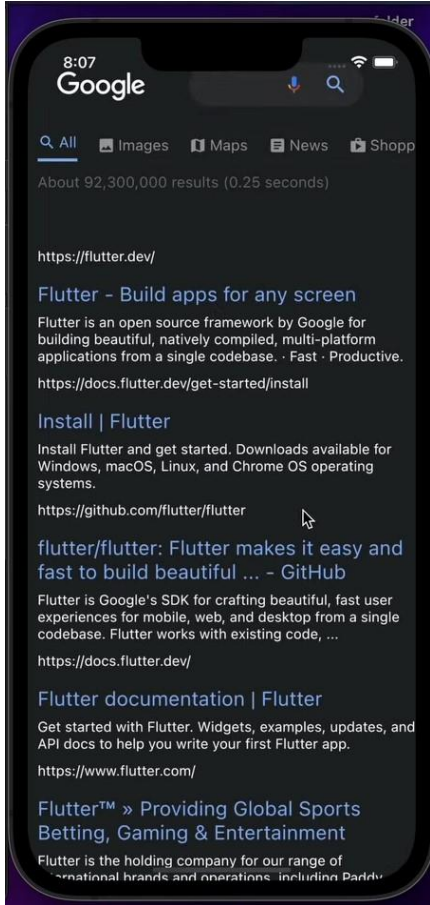 folder
8:07
Google
All Images Maps News Shopp
About 92,300,000 results (0.25 seconds)
https://flutter.dev/
Flutter - Build apps for any screen
Flutter is an open source framework by Google for
building beautiful, natively compiled, multi-platform
applications from a single codebase. · Fast · Productive.
https://docs.flutter.dev/get-started/install
Install | Flutter
Install Flutter and get started. Downloads available for
Windows, macOS, Linux, and Chrome OS operating
systems.
https://github.com/flutter/flutter
flutter/flutter: Flutter makes it easy and
fast to build beautiful ... - GitHub
Flutter is Google's SDK for crafting beautiful, fast user
experiences for mobile, web, and desktop from a single
codebase. Flutter works with existing code, ...
https://docs.flutter.dev/
Flutter documentation | Flutter
Get started with Flutter. Widgets, examples, updates, and
API docs to help you write your first Flutter app.
https://www.flutter.com/
Flutter™ » Providing Global Sports
Betting, Gaming & Entertainment
Flutter is the holding company for our range of
international brands and operations, including Paddy